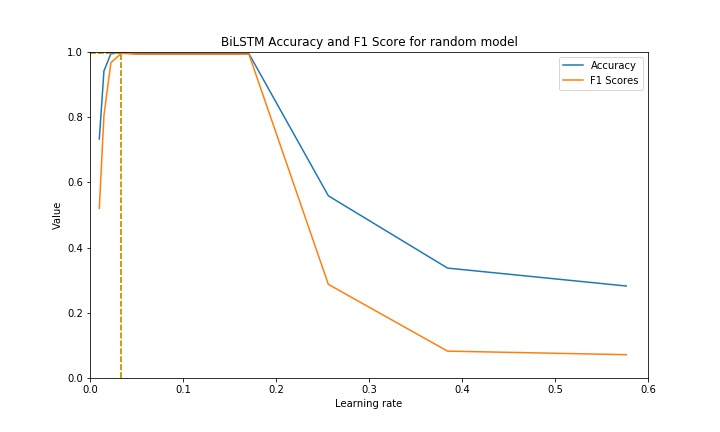 BiLSTM Accuracy and F1 Score for random model
1.0
0.8
0.6
0.4
0.2
0.0
Value
Accuracy
F1 Scores
0.0 0.1 0.2 0.3 0.4 0.5 0.6
Learning rate